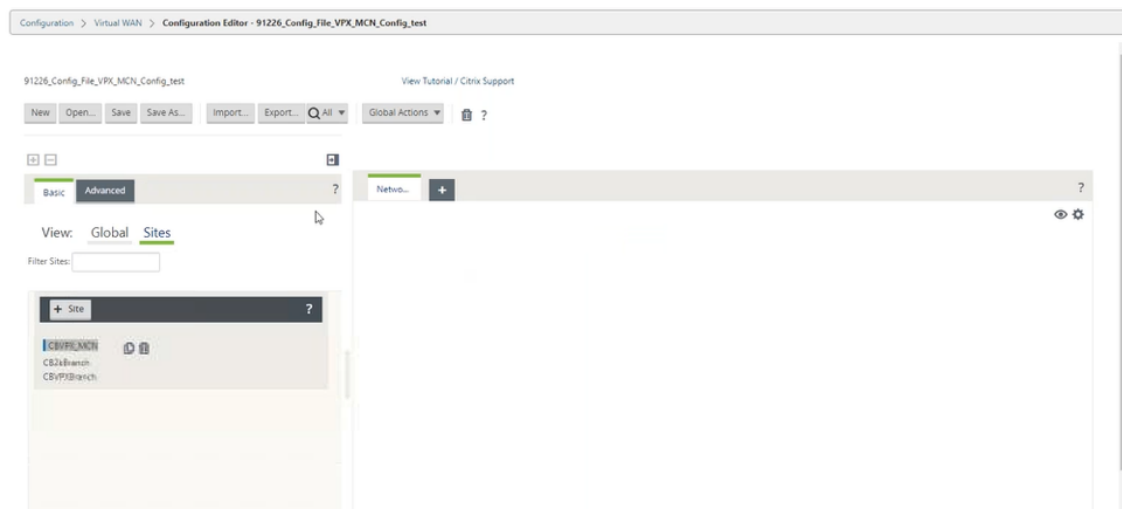 Configuration > Virtual WAN > Configuration Editor - 91226_Config_File_VPX_MCN_Config_test
91226_Config_File_VPX_MCN_Config_test
View Tutorial / Citrix Support
New Open... Save Save As... Import... Export... All Global Actions ?
Basic Advanced ?
Netwo... + ?
View: Global Sites
Filter Sites:
+ Site ?
CB2kBranch
CBVPXBranch